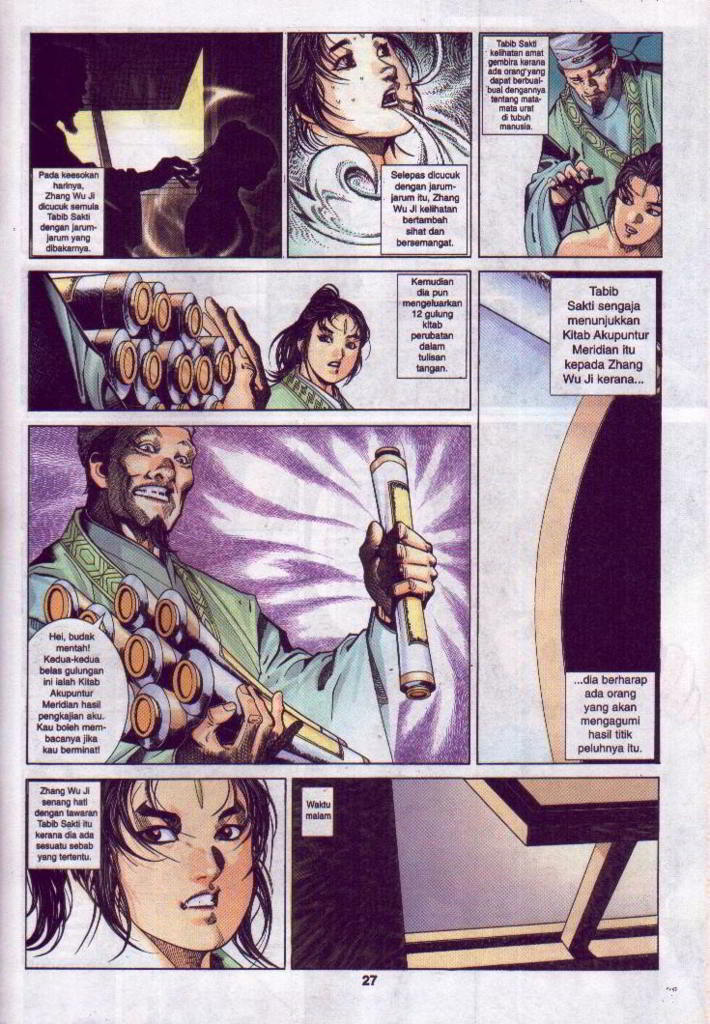 Pada keesokan
harinya,
Zhang Wu Ji
dicucuk semula
Tabib Sakti
dengan jarum-
jarum yang
dibakarnya.
Selepas dicucuk
dengan jarum-
jarum itu, Zhang
Wu Ji kelihatan
bertambah
sihat dan
bersemangat.
Tabib Sakti
kelihatan amat
gembira kerana
ada orang yang
dapat berbual-
bual dengannya
tentang mata-
mata urat
di tubuh
manusia.
Kemudian
dia pun
mengeluarkan
12 gulung
kitab
perubatan
dalam
tulisan
tangan.
Tabib
Sakti sengaja
menunjukkan
Kitab Akupuntur
Meridian itu
kepada Zhang
Wu Ji kerana...
Hei, budak
mentah!
Kedua-kedua
belas gulungan
ini ialah Kitab
Akupuntur
Meridian hasil
pengkajian aku.
Kau boleh mem-
bacanya jika
kau berminat!
...dia berharap
ada orang
yang akan
mengagumi
hasil titik
peluhnya itu.
Zhang Wu Ji
senang hati
dengan tawaran
Tabib Sakti itu
kerana dia ada
sesuatu sebab
yang tertentu.
Waktu
malam
27